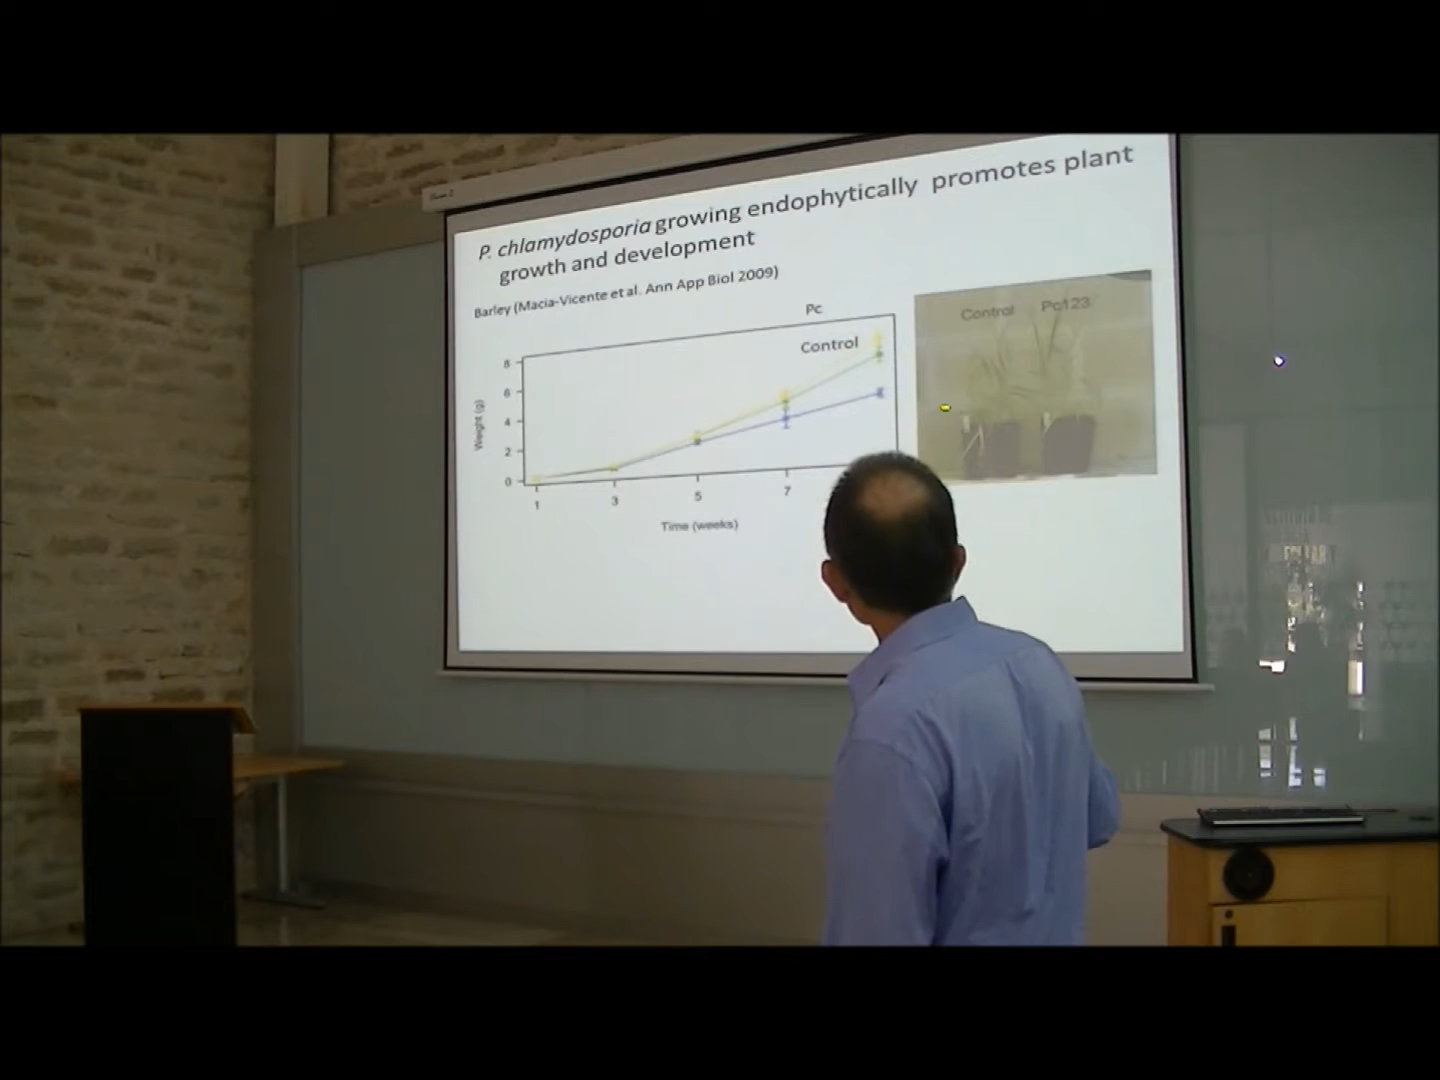 P. chlamydosporia growing endophytically promotes plant
growth and development
Barley (Macia-Vicente et al. Ann App Biol 2009)
Pc
Control
8
6
4
2
0
Weight (g)
1 3 5 7
Time (weeks)
Control Pc123